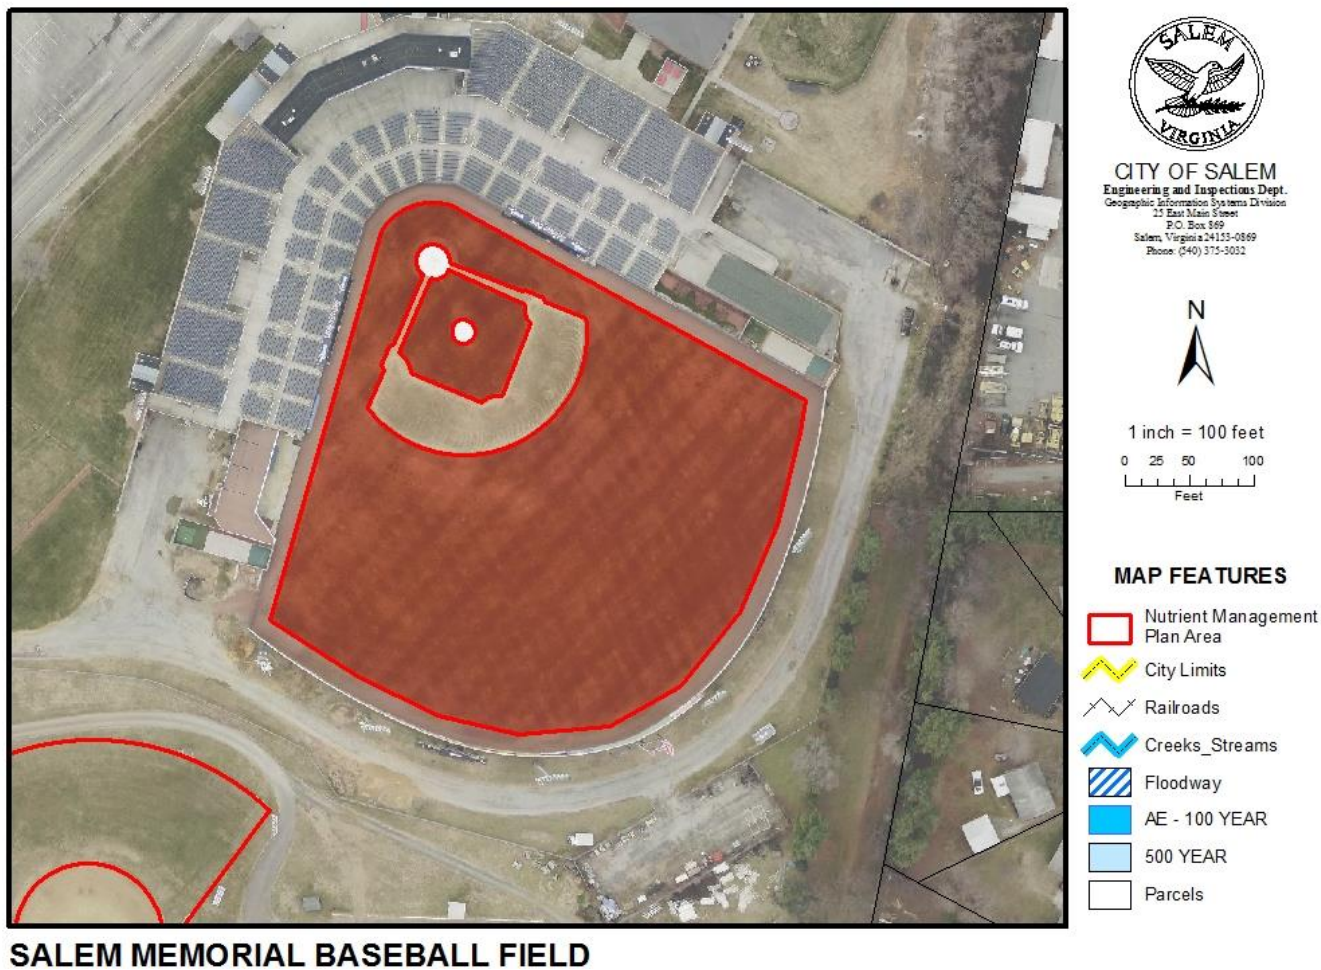 SALEM
VIRGINIA
CITY OF SALEM
Engineering and Inspections Dept.
Geographic Information Systems Division
25 East Main Street
P.O. Box 869
Salem, Virginia 24153-0869
Phone: (540) 375-3032
N
1 inch = 100 feet
0 25 50 100
Feet
MAP FEATURES
Nutrient Management
Plan Area
City Limits
Railroads
Creeks_Streams
Floodway
AE - 100 YEAR
500 YEAR
Parcels
SALEM MEMORIAL BASEBALL FIELD